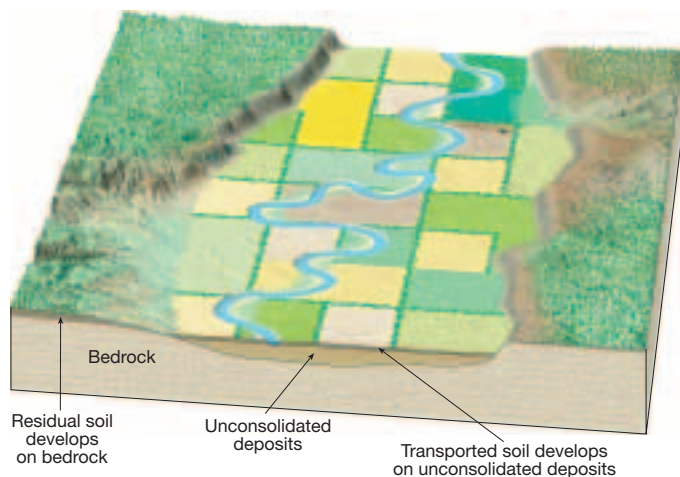 Bedrock
Residual soil
develops
on bedrock
Unconsolidated
deposits
Transported soil develops
on unconsolidated deposits